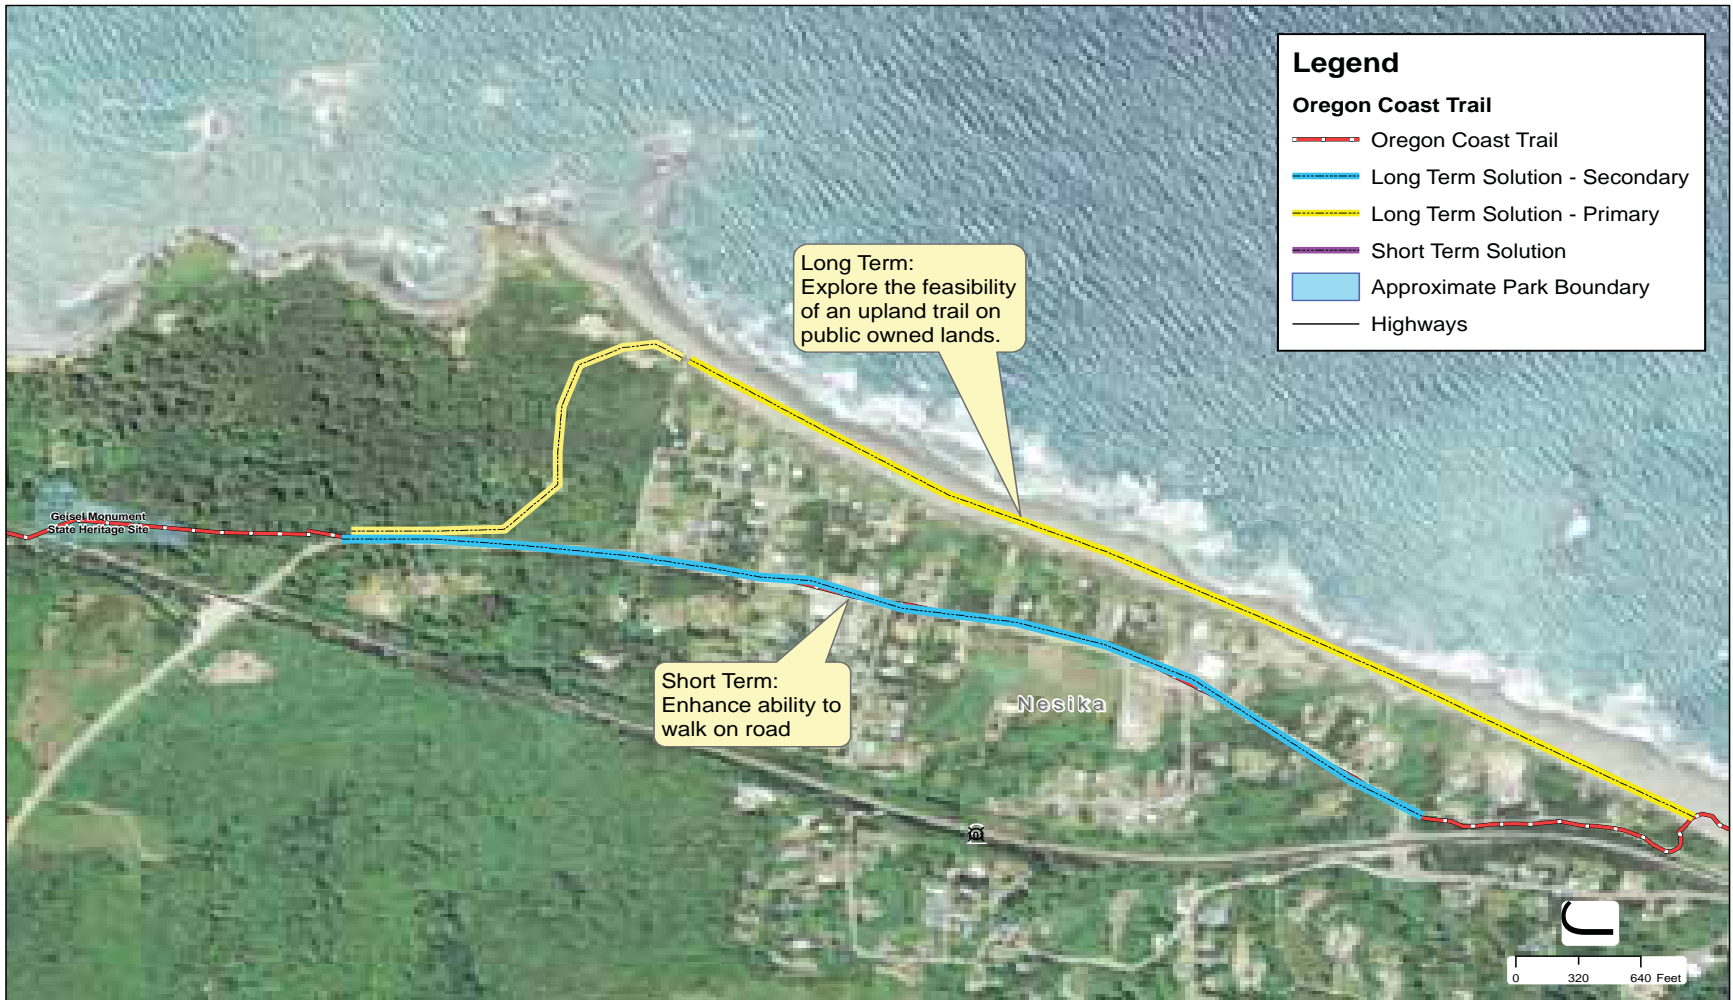 Legend
Oregon Coast Trail
Oregon Coast Trail
Long Term Solution - Secondary
Long Term Solution - Primary
Short Term Solution
Approximate Park Boundary
Highways
Long Term:
Explore the feasibility
of an upland trail on
public owned lands.
Geisel Monument
State Heritage Site
Short Term:
Enhance ability to
walk on road
Nesika
0 320 640 Feet